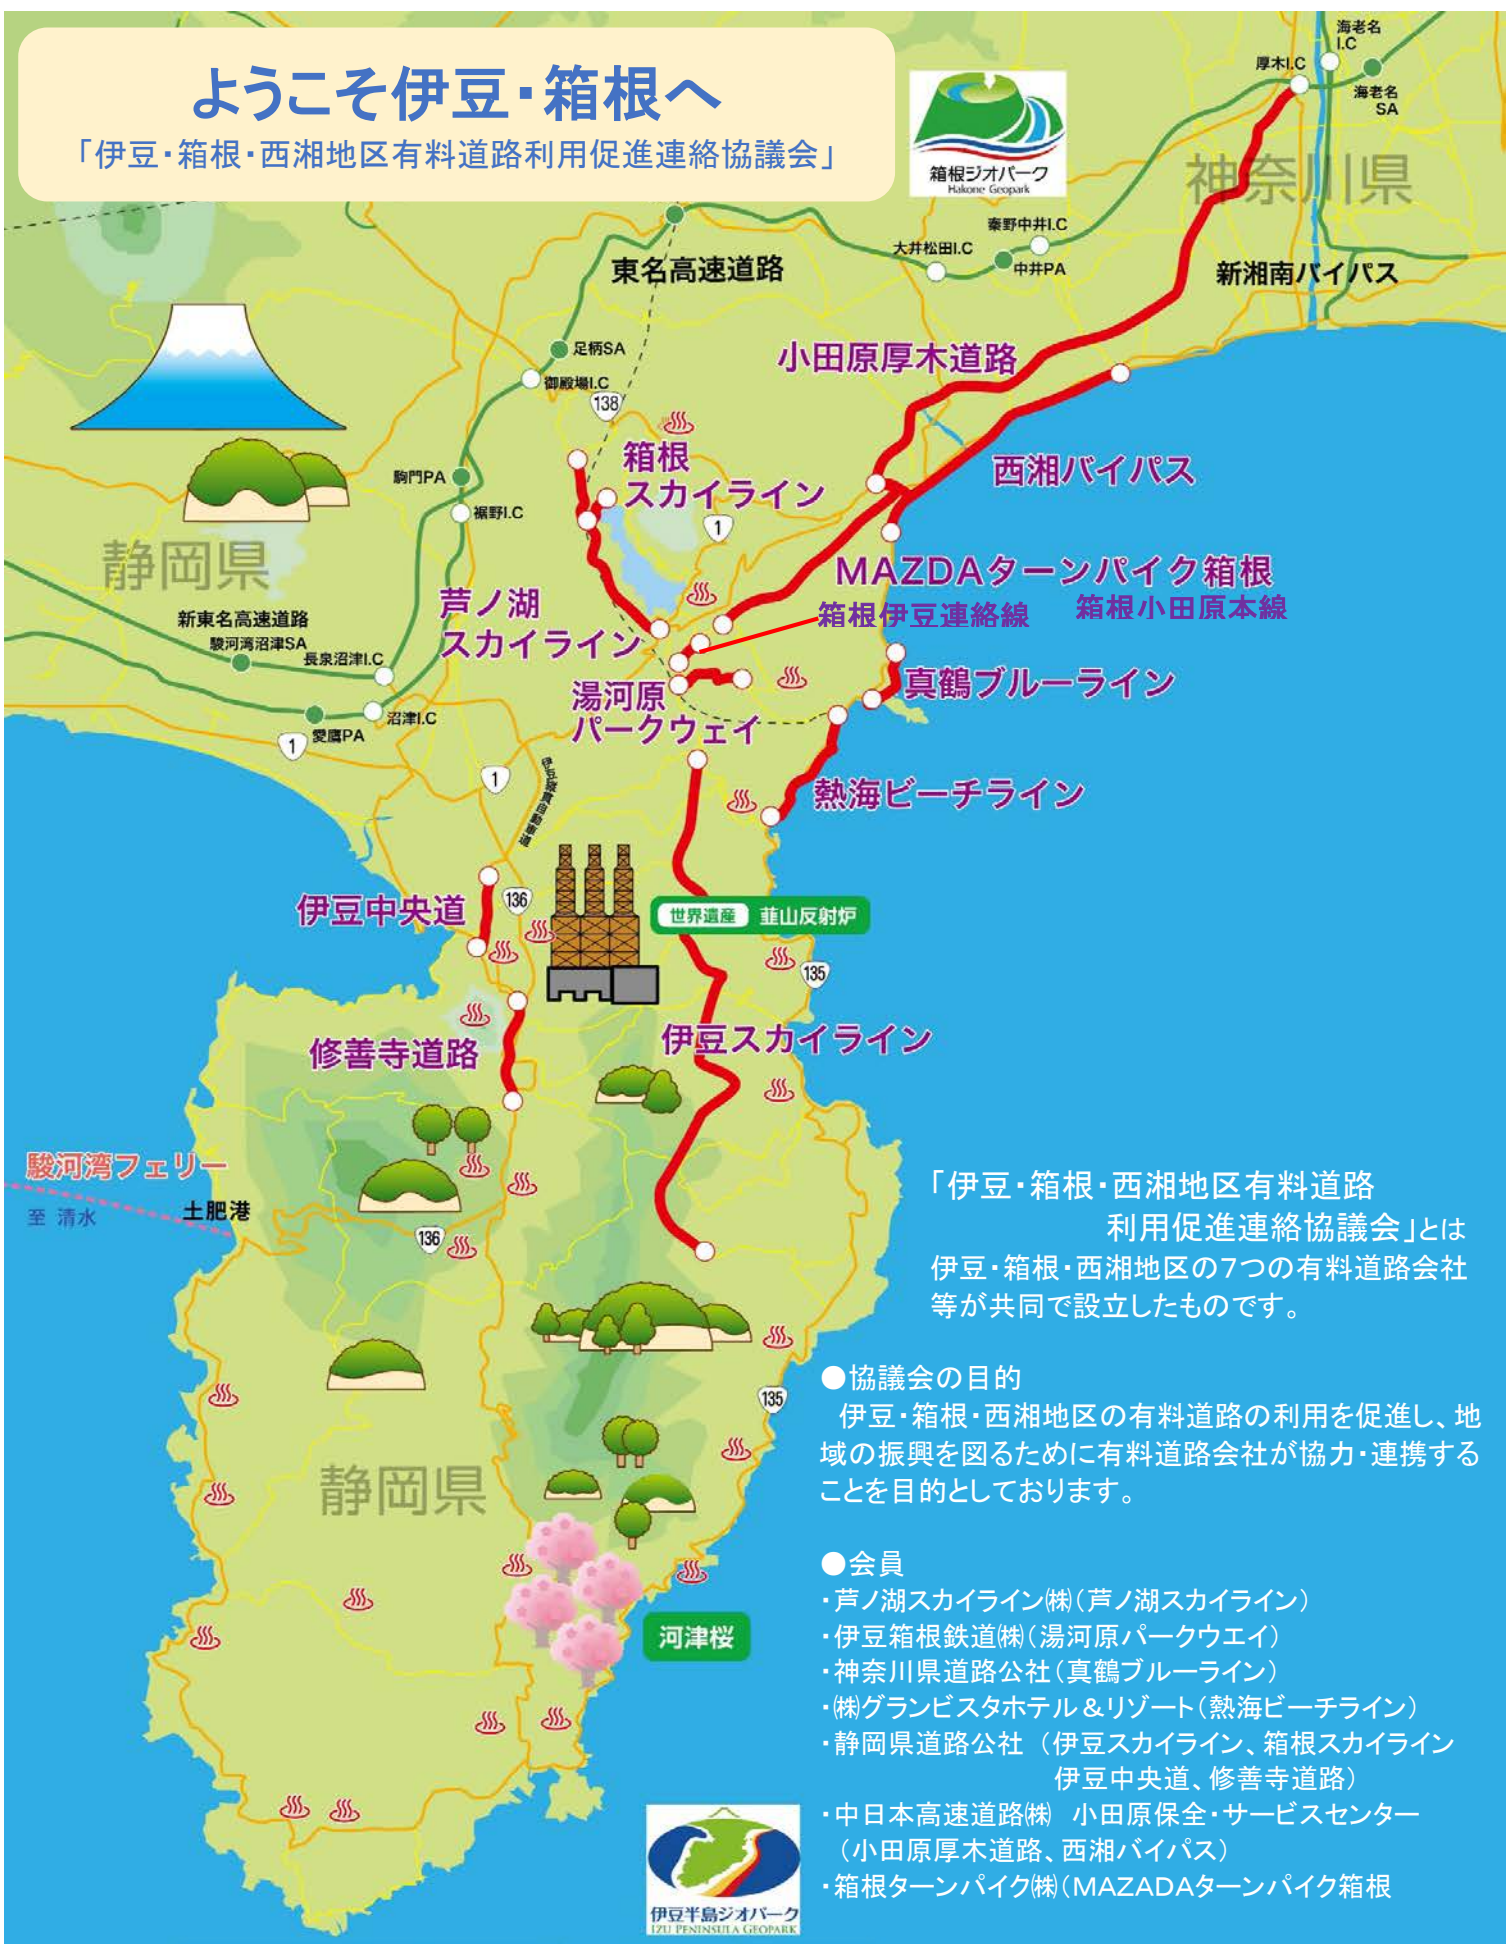 ようこそ伊豆・箱根へ
「伊豆・箱根・西湘地区有料道路利用促進連絡協議会」
箱根ジオパーク
Hakone Geopark
海老名
I.C
厚木I.C
海老名
SA
神奈川県
秦野中井I.C
大井松田I.C
中井PA
東名高速道路
新湘南バイパス
足柄SA
御殿場I.C
138
小田原厚木道路
箱根
スカイライン
西湘バイパス
駒門PA
裾野I.C
1
静岡県
MAZDAターンパイク箱根
箱根伊豆連絡線
箱根小田原本線
芦ノ湖
スカイライン
新東名高速道路
駿河湾沼津SA
長泉沼津I.C
真鶴ブルーライン
湯河原
パークウェイ
沼津I.C
愛鷹PA
1
1
伊豆縦貫自動車道
熱海ビーチライン
伊豆中央道
136
世界遺産 韮山反射炉
135
修善寺道路
伊豆スカイライン
駿河湾フェリー
至 清水
土肥港
136
「伊豆・箱根・西湘地区有料道路
利用促進連絡協議会」とは
伊豆・箱根・西湘地区の7つの有料道路会社
等が共同で設立したものです。
135
●協議会の目的
伊豆・箱根・西湘地区の有料道路の利用を促進し、地
域の振興を図るために有料道路会社が協力・連携する
ことを目的としております。
静岡県
河津桜
●会員
・芦ノ湖スカイライン㈱（芦ノ湖スカイライン）
・伊豆箱根鉄道㈱（湯河原パークウエイ）
・神奈川県道路公社（真鶴ブルーライン）
・㈱グランビスタホテル＆リゾート（熱海ビーチライン）
・静岡県道路公社 （伊豆スカイライン、箱根スカイライン
伊豆中央道、修善寺道路）
・中日本高速道路㈱ 小田原保全・サービスセンター
（小田原厚木道路、西湘バイパス）
・箱根ターンパイク㈱（MAZADAターンパイク箱根
伊豆半島ジオパーク
IZU PENINSULA GEOPARK